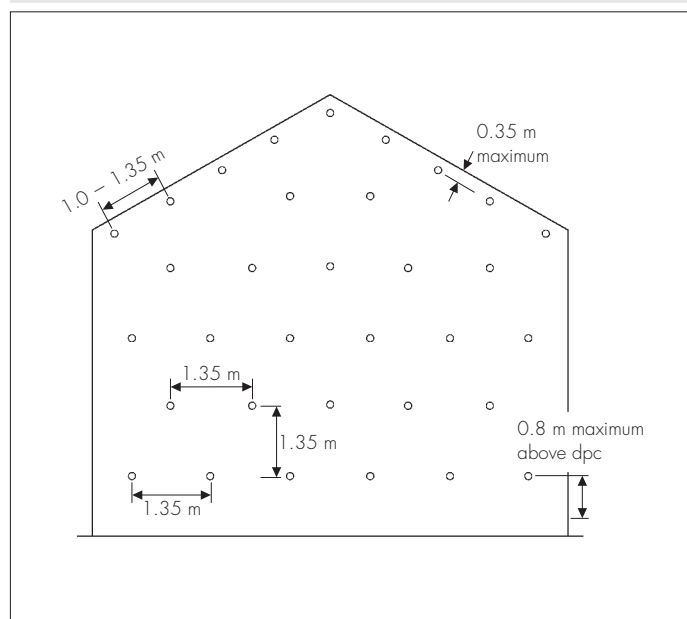 0.35 m
maximum
1.0 – 1.35 m
1.35 m
1.35 m
0.8 m maximum
above dpc
1.35 m